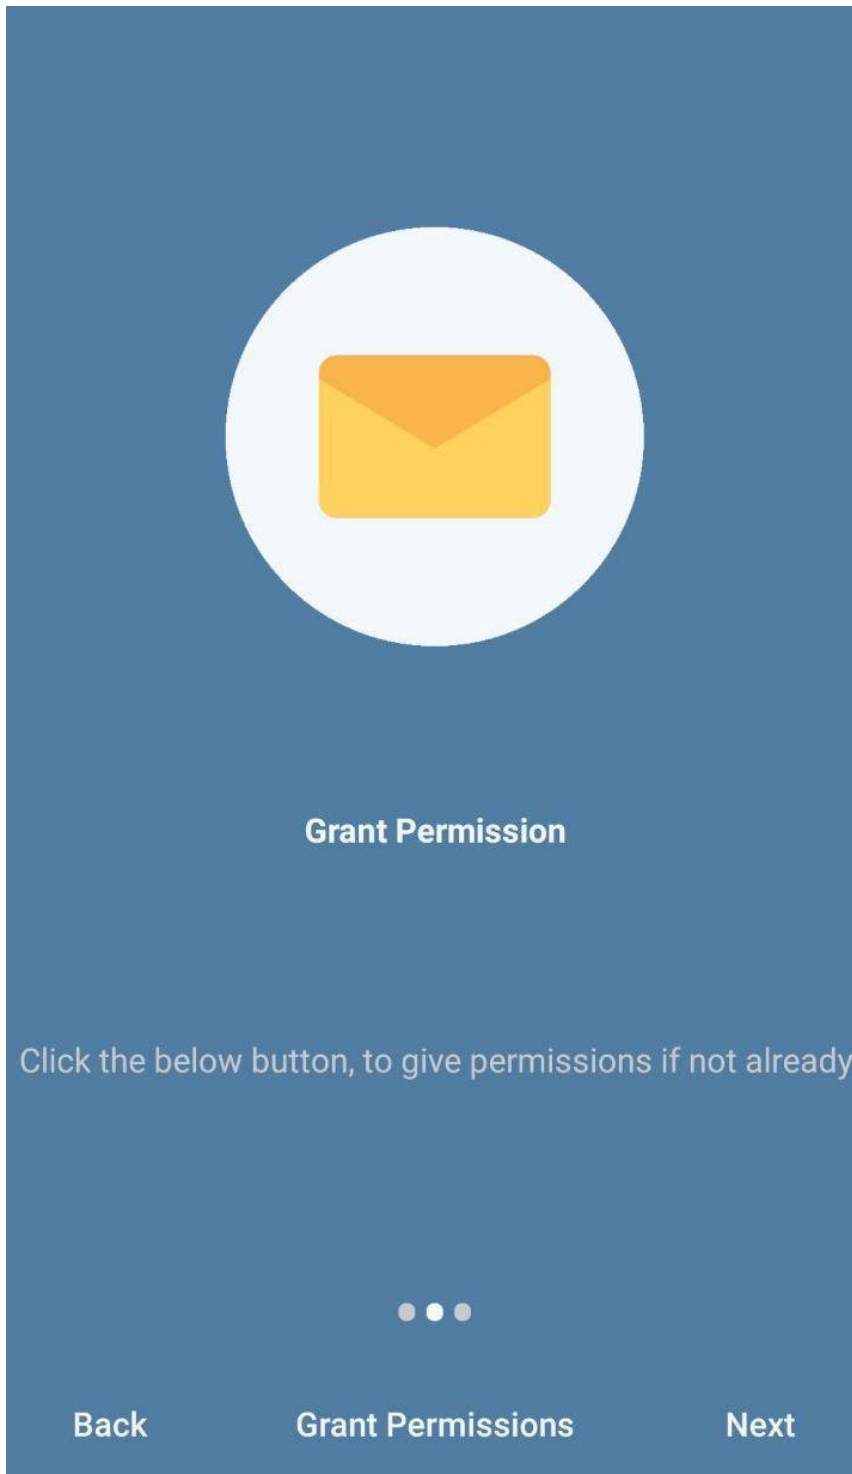 Grant Permission
Click the below button, to give permissions if not already
Back Grant Permissions Next